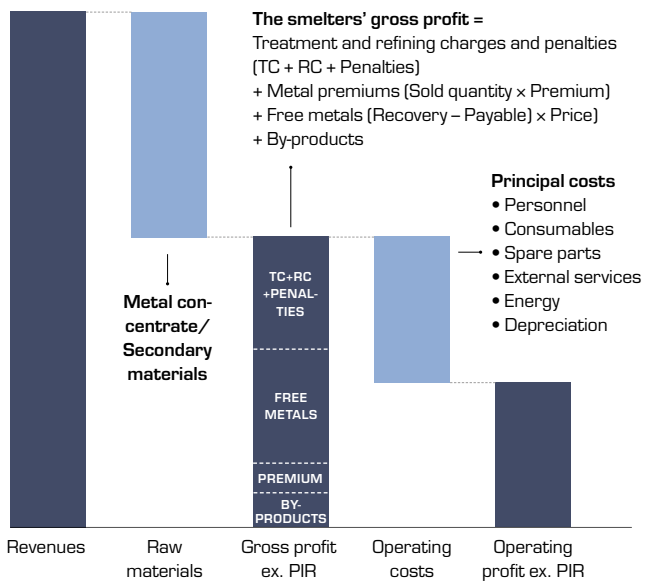 The smelters’ gross profit =
Treatment and refining charges and penalties
(TC + RC + Penalties)
+ Metal premiums (Sold quantity × Premium)
+ Free metals (Recovery – Payable) × Price)
+ By-products
Principal costs
• Personnel
• Consumables
• Spare parts
• External services
• Energy
• Depreciation
Metal con-
centrate/
Secondary
materials
TC+RC
+PENAL-
TIES
FREE
METALS
PREMIUM
BY-
PRODUCTS
Revenues
Raw
materials
Gross profit
ex. PIR
Operating
costs
Operating
profit ex. PIR